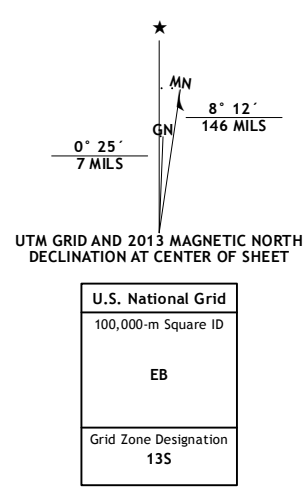 ★
MN
GN
8° 12´
146 MILS
0° 25´
7 MILS
UTM GRID AND 2013 MAGNETIC NORTH
DECLINATION AT CENTER OF SHEET
U.S. National Grid
100,000-m Square ID
EB
Grid Zone Designation
13S